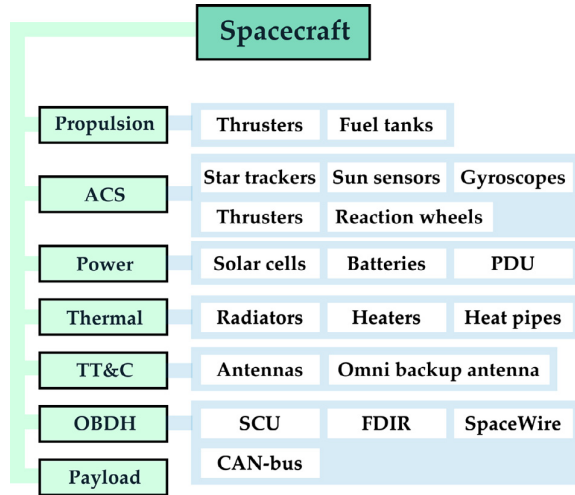 Spacecraft
Propulsion Thrusters Fuel tanks
ACS Star trackers Sun sensors Gyroscopes
Thrusters Reaction wheels
Power Solar cells Batteries PDU
Thermal Radiators Heaters Heat pipes
TT&C Antennas Omni backup antenna
OBDH SCU FDIR SpaceWire
CAN-bus
Payload